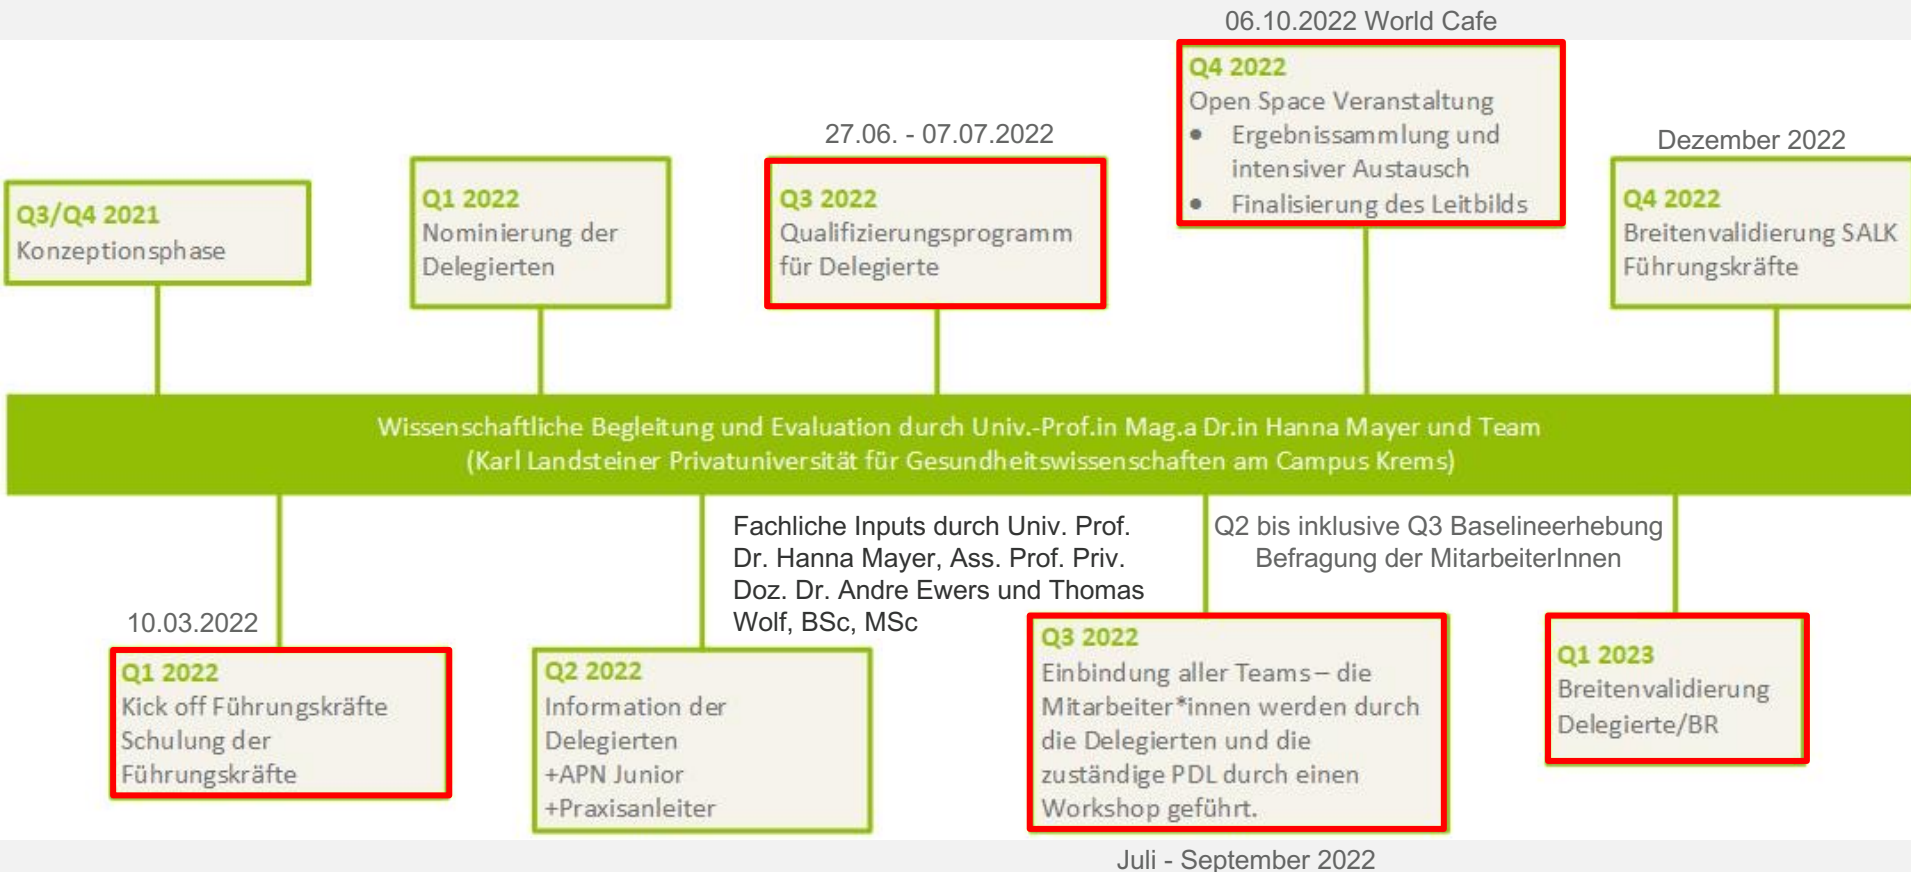 06.10.2022 World Cafe
Q4 2022
Open Space Veranstaltung
• Ergebnissammlung und
intensiver Austausch
• Finalisierung des Leitbilds
27.06. - 07.07.2022
Dezember 2022
Q3/Q4 2021
Konzeptionsphase
Q1 2022
Nominierung der
Delegierten
Q3 2022
Qualifizierungsprogramm
für Delegierte
Q4 2022
Breitenvalidierung SALK
Führungskräfte
Wissenschaftliche Begleitung und Evaluation durch Univ.-Prof.in Mag.a Dr.in Hanna Mayer und Team
(Karl Landsteiner Privatuniversität für Gesundheitswissenschaften am Campus Krems)
Fachliche Inputs durch Univ. Prof.
Dr. Hanna Mayer, Ass. Prof. Priv.
Doz. Dr. Andre Ewers und Thomas
Wolf, BSc, MSc
Q2 bis inklusive Q3 Baselineerhebung
Befragung der MitarbeiterInnen
10.03.2022
Q1 2022
Kick off Führungskräfte
Schulung der
Führungskräfte
Q2 2022
Information der
Delegierten
+APN Junior
+Praxisanleiter
Q3 2022
Einbindung aller Teams – die
Mitarbeiter*innen werden durch
die Delegierten und die
zuständige PDL durch einen
Workshop geführt.
Q1 2023
Breitenvalidierung
Delegierte/BR
Juli - September 2022